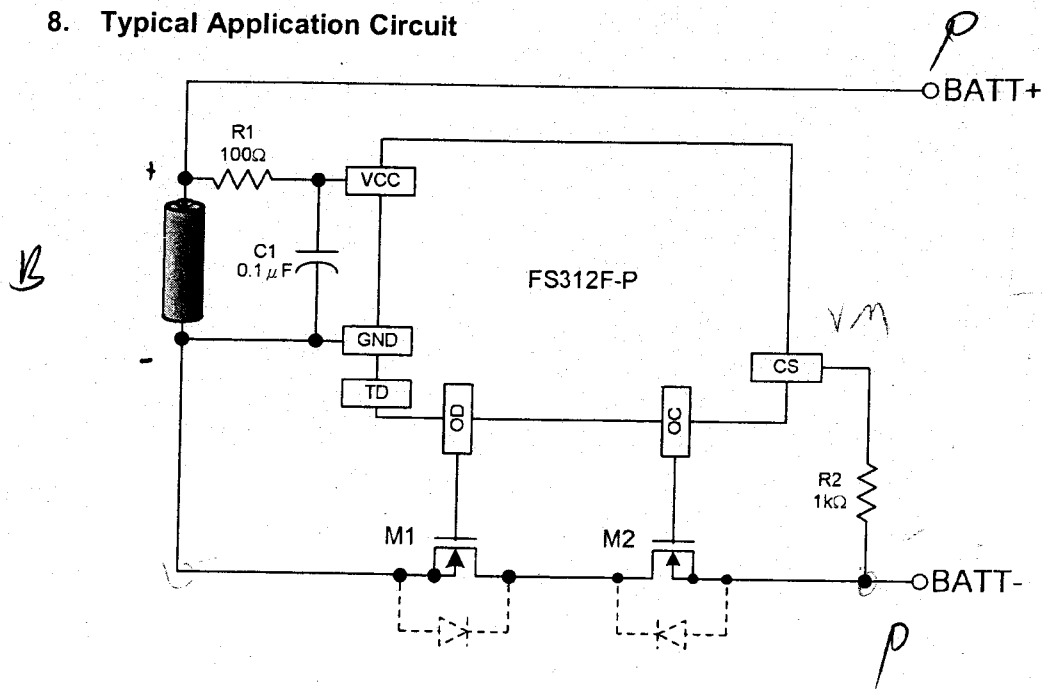 8. Typical Application Circuit
P
BATT+
R1
100Ω
+
VCC
C1
0.1μF
B
FS312F-P
VM
GND
-
CS
TD
OD
OC
R2
1kΩ
M1
M2
BATT-
P